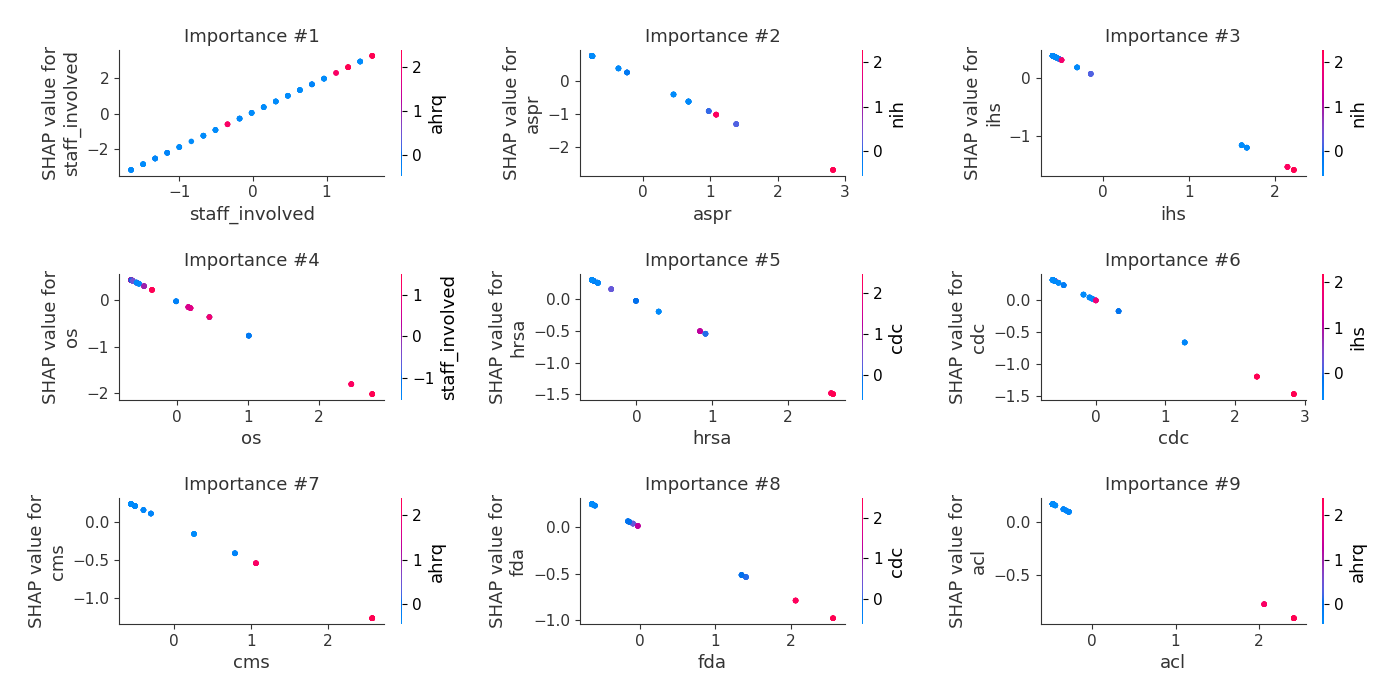 Importance #1
SHAP value for
staff_involved
2
0
−2
−1
0
1
staff_involved
2
1
0
ahrq
Importance #2
SHAP value for
aspr
0
−1
−2
0
1
2
3
aspr
2
1
0
nih
Importance #3
SHAP value for
ihs
0
−1
0
1
2
ihs
2
1
0
nih
Importance #4
SHAP value for
os
0
−1
−2
0
1
2
os
1
0
−1
staff_involved
Importance #5
SHAP value for
hrsa
0.0
−0.5
−1.0
−1.5
0
1
2
hrsa
2
1
0
cdc
Importance #6
SHAP value for
cdc
0.0
−0.5
−1.0
−1.5
0
1
2
3
cdc
2
1
0
ihs
Importance #7
SHAP value for
cms
0.0
−0.5
−1.0
0
1
2
cms
2
1
0
ahrq
Importance #8
SHAP value for
fda
0.0
−0.5
−1.0
0
1
2
fda
2
1
0
cdc
Importance #9
SHAP value for
acl
0.0
−0.5
0
1
2
acl
2
1
0
ahrq